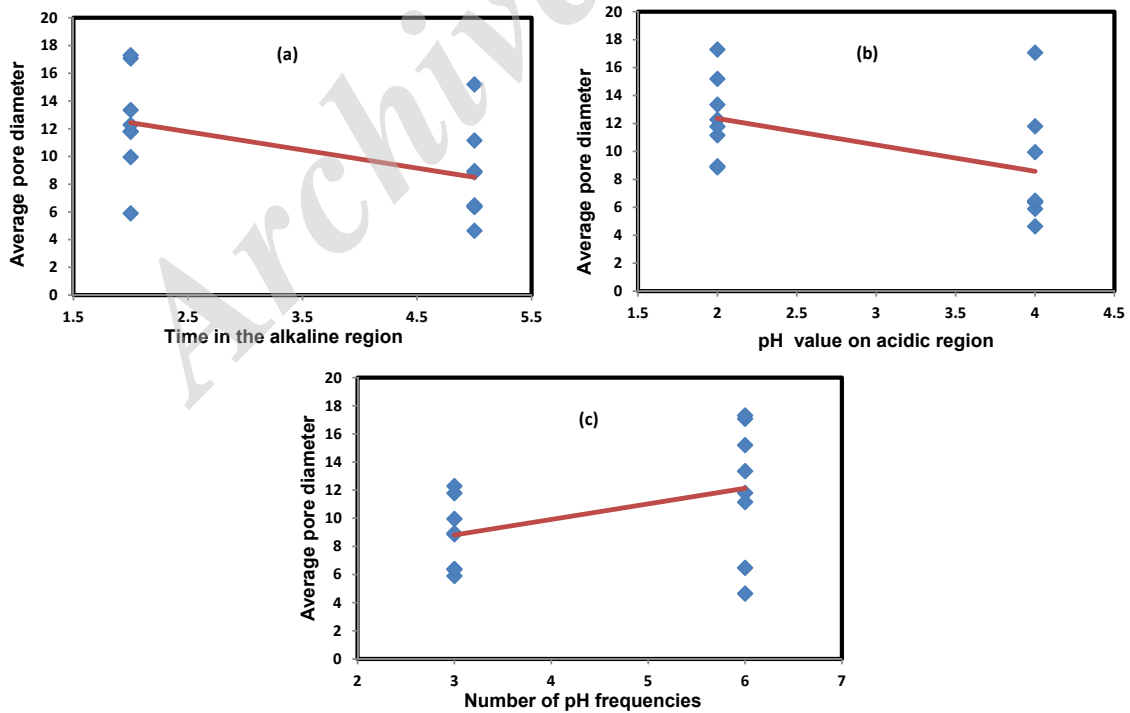 20
18
16
14
12
10
8
6
4
2
0
Average pore diameter
(a)
1.5 2.5 3.5 4.5 5.5
Time in the alkaline region
20
18
16
14
12
10
8
6
4
2
0
Average pore diameter
(b)
1.5 2 2.5 3 3.5 4 4.5
pH value on acidic region
20
18
16
14
12
10
8
6
4
2
0
Average pore diameter
(c)
2 3 4 5 6 7
Number of pH frequencies
Archive